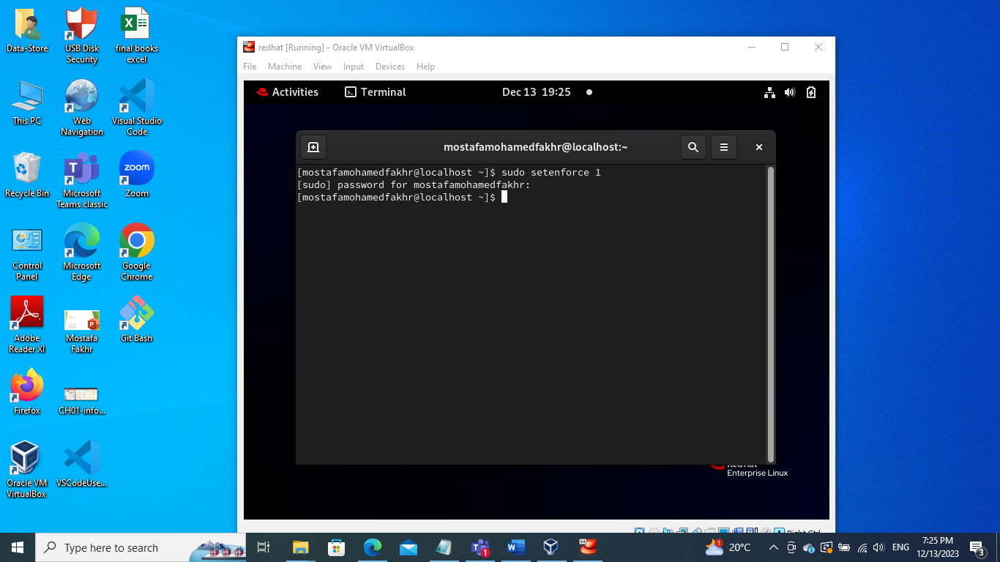 Data-Store
USB Disk Security
final books excel
This PC
Web Navigation
Visual Studio Code
Recycle Bin
Microsoft Teams classic
Zoom
zoom
Control Panel
Microsoft Edge
Google Chrome
Adobe Reader XI
Mostafa Fakhr
Git Bash
Firefox
CH01-info...
Oracle VM VirtualBox
VSCodeUse...
redhat [Running] - Oracle VM VirtualBox
File Machine View Input Devices Help
Activities Terminal Dec 13 19:25
mostafamohamedfakhr@localhost:~
[mostafamohamedfakhr@localhost ~]$ sudo setenforce 1
[sudo] password for mostafamohamedfakhr:
[mostafamohamedfakhr@localhost ~]$
Enterprise Linux
Type here to search
20°C
ENG
7:25 PM
12/13/2023
3